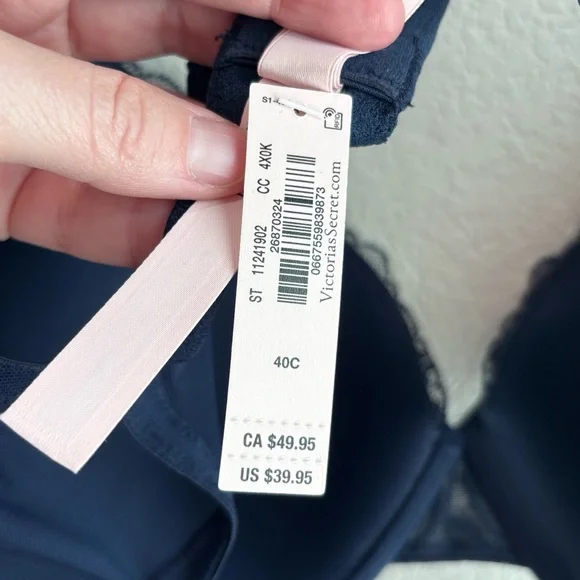 ST 11241902 CC 4X0K
26870324
0667559839873
VictoriasSecret.com
40C
CA $49.95
US $39.95